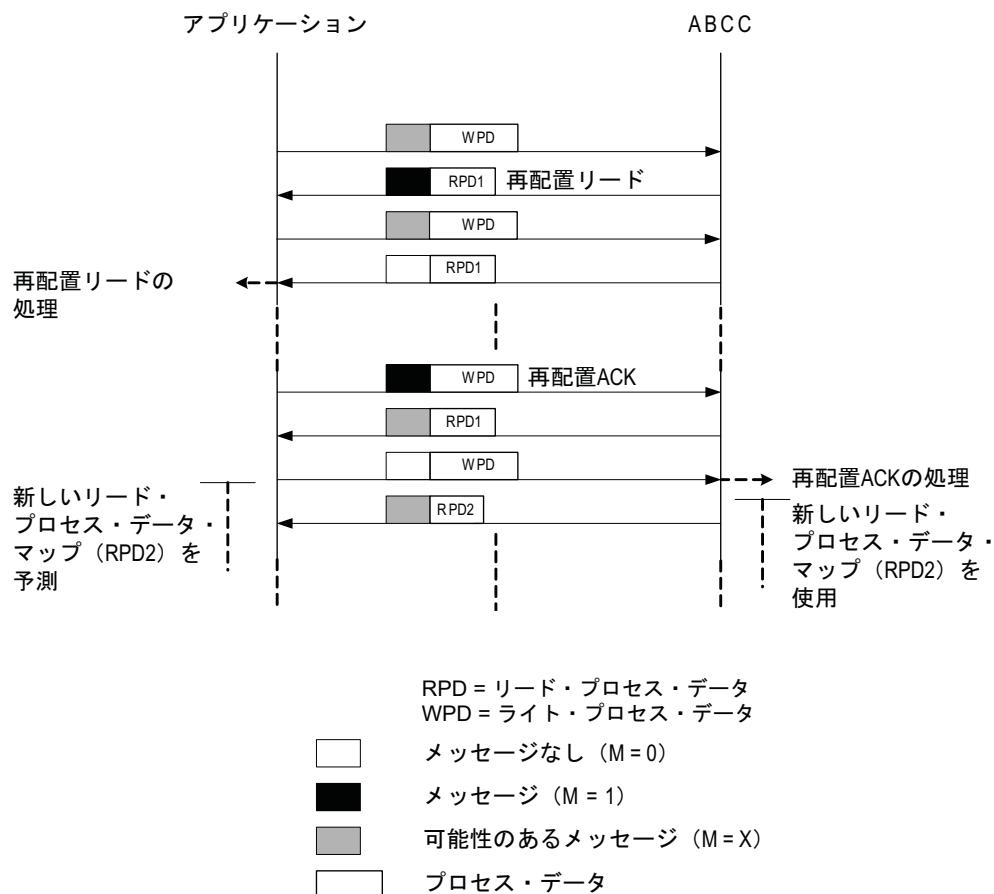 アプリケーション
ABCC
WPD
RPD1
再配置リード
WPD
RPD1
再配置リードの
処理
WPD
再配置ACK
RPD1
WPD
再配置ACKの処理
RPD2
新しいリード・
プロセス・データ・
マップ（RPD2）を
予測
新しいリード・
プロセス・データ・
マップ（RPD2）を
使用
RPD = リード・プロセス・データ
WPD = ライト・プロセス・データ
メッセージなし（M = 0）
メッセージ（M = 1）
可能性のあるメッセージ（M = X）
プロセス・データ